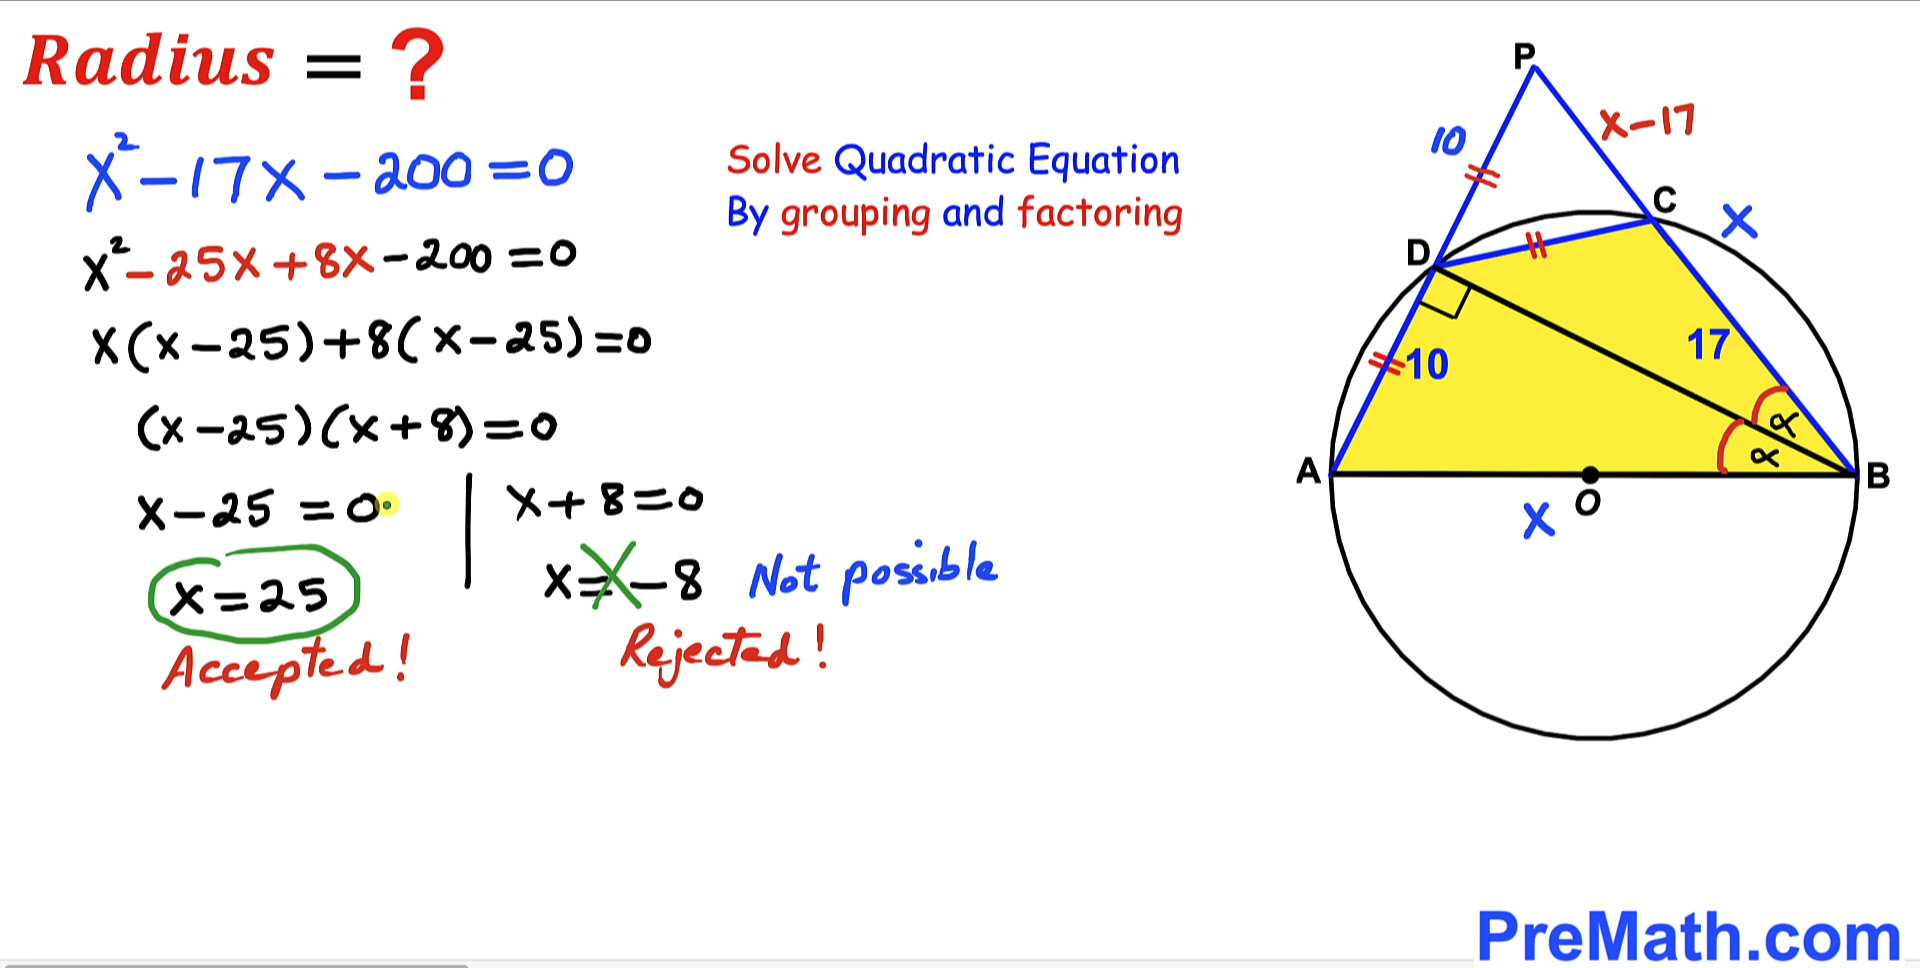 Radius = ?
x² - 17x - 200 = 0
x² - 25x + 8x - 200 = 0
x(x - 25) + 8(x - 25) = 0
(x - 25)(x + 8) = 0
x - 25 = 0
x = 25
Accepted!
x + 8 = 0
x = -8 Not possible
Rejected!
Solve Quadratic Equation
By grouping and factoring
P
10
x - 17
C
x
D
10
17
α
α
A
B
x
O
PreMath.com